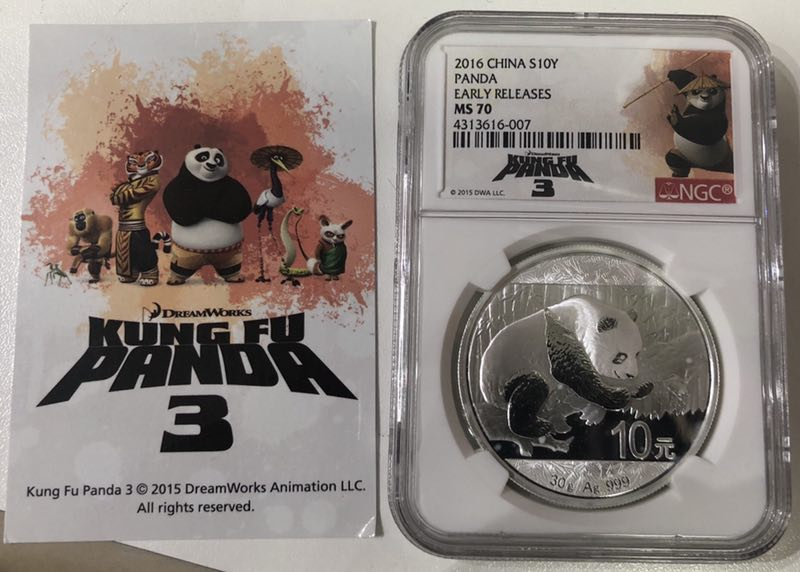 DREAMWORKS
KUNG FU
PANDA
3
Kung Fu Panda 3 © 2015 DreamWorks Animation LLC.
All rights reserved.
2016 CHINA S10Y
PANDA
EARLY RELEASES
MS 70
4313616-007
DREAMWORKS
KUNG FU
PANDA
3
© 2015 DWA LLC.
NGC®
10元
30g Ag .999